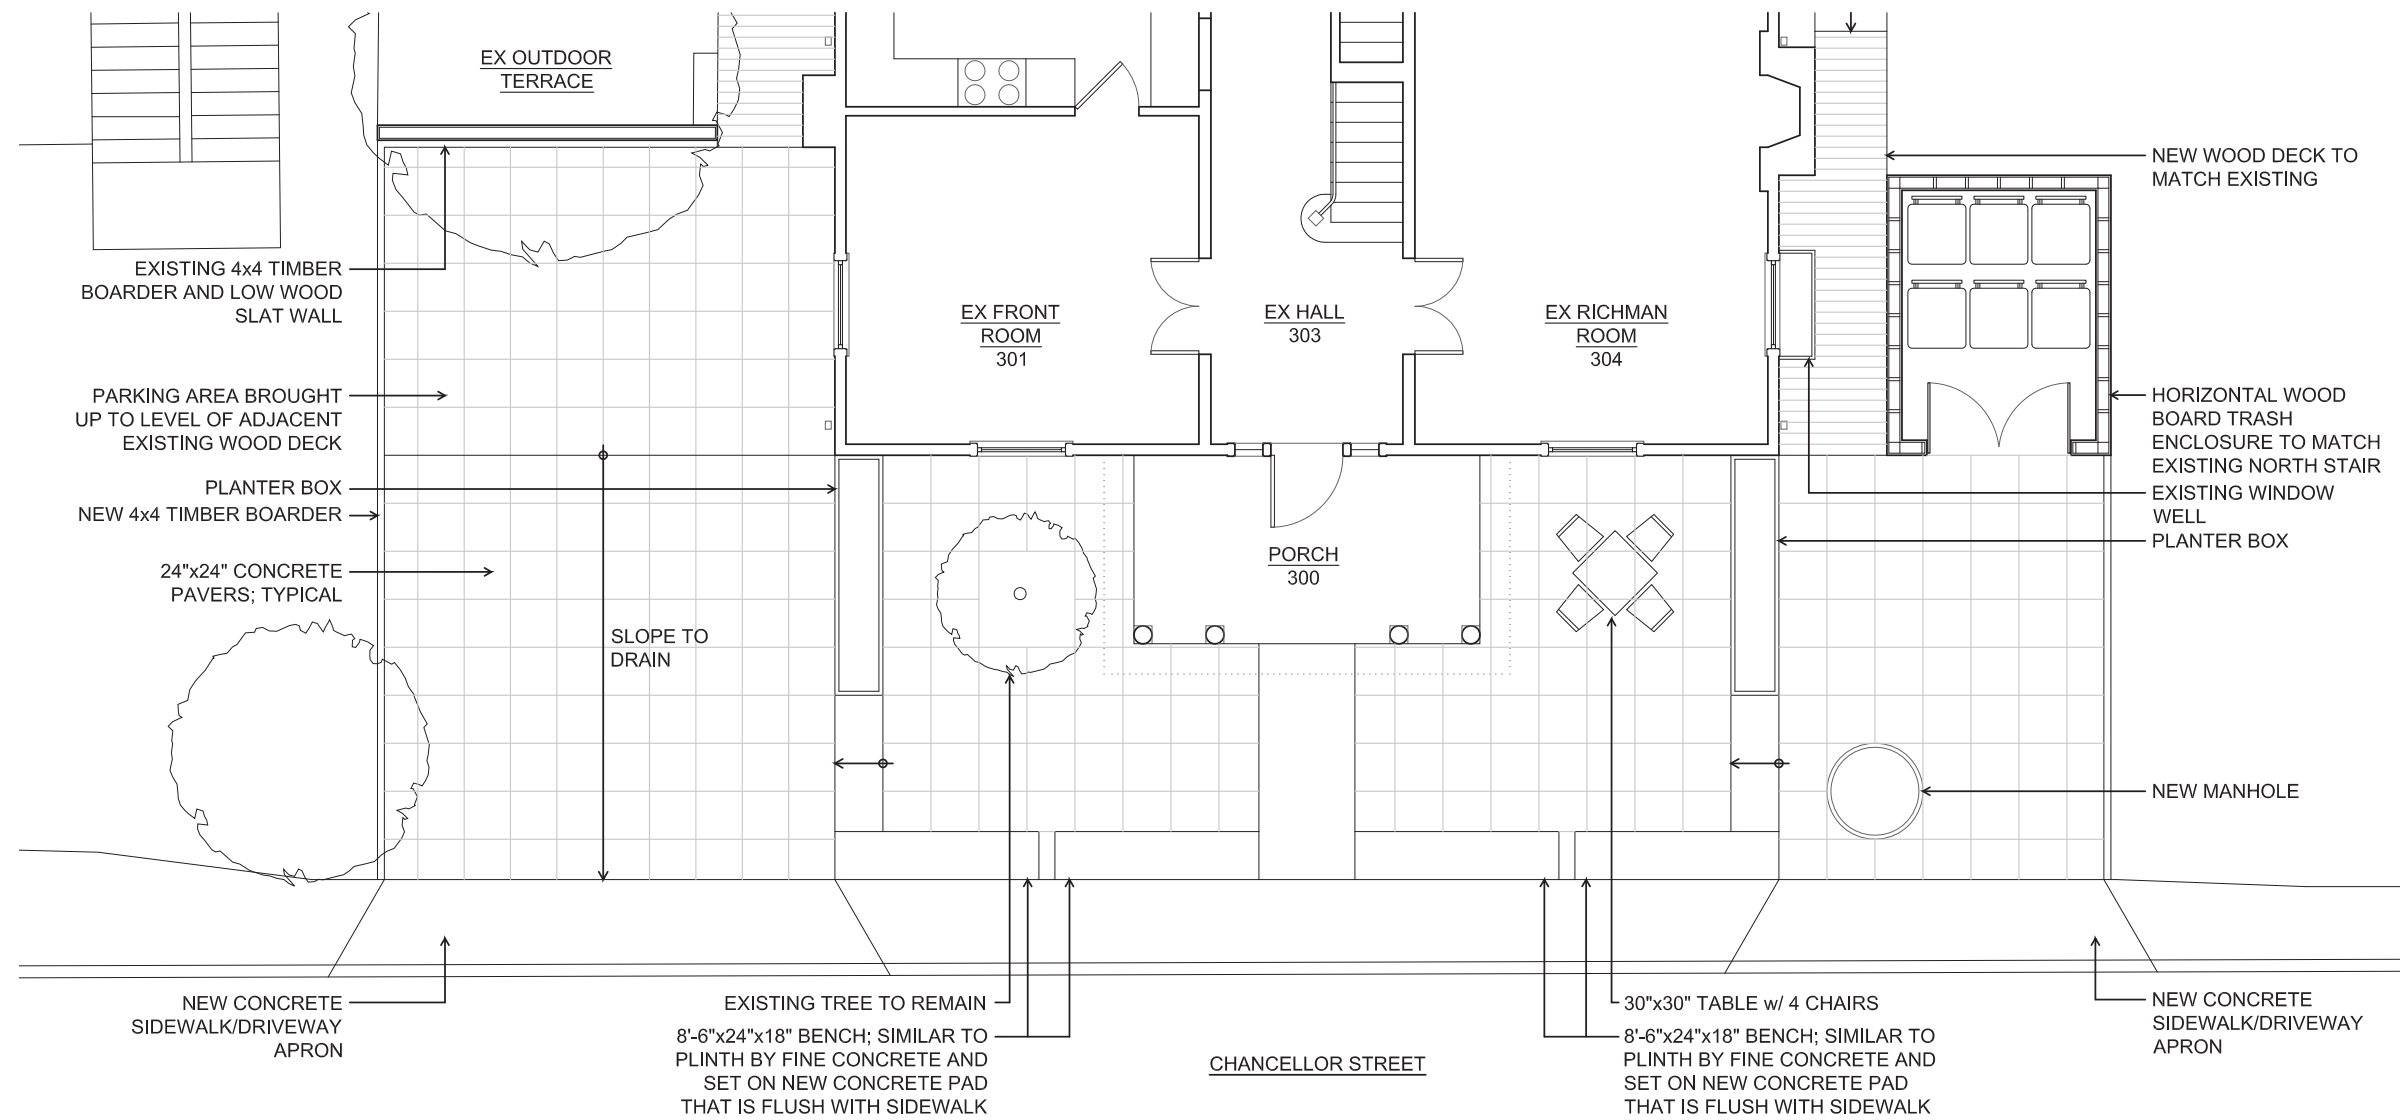 EX OUTDOOR
TERRACE
EXISTING 4x4 TIMBER
BOARDER AND LOW WOOD
SLAT WALL
PARKING AREA BROUGHT
UP TO LEVEL OF ADJACENT
EXISTING WOOD DECK
PLANTER BOX
NEW 4x4 TIMBER BOARDER
24"x24" CONCRETE
PAVERS; TYPICAL
SLOPE TO
DRAIN
EX FRONT
ROOM
301
EX HALL
303
EX RICHMAN
ROOM
304
PORCH
300
NEW WOOD DECK TO
MATCH EXISTING
HORIZONTAL WOOD
BOARD TRASH
ENCLOSURE TO MATCH
EXISTING NORTH STAIR
EXISTING WINDOW
WELL
PLANTER BOX
NEW MANHOLE
NEW CONCRETE
SIDEWALK/DRIVEWAY
APRON
EXISTING TREE TO REMAIN
8'-6"x24"x18" BENCH; SIMILAR TO
PLINTH BY FINE CONCRETE AND
SET ON NEW CONCRETE PAD
THAT IS FLUSH WITH SIDEWALK
CHANCELLOR STREET
30"x30" TABLE w/ 4 CHAIRS
8'-6"x24"x18" BENCH; SIMILAR TO
PLINTH BY FINE CONCRETE AND
SET ON NEW CONCRETE PAD
THAT IS FLUSH WITH SIDEWALK
NEW CONCRETE
SIDEWALK/DRIVEWAY
APRON